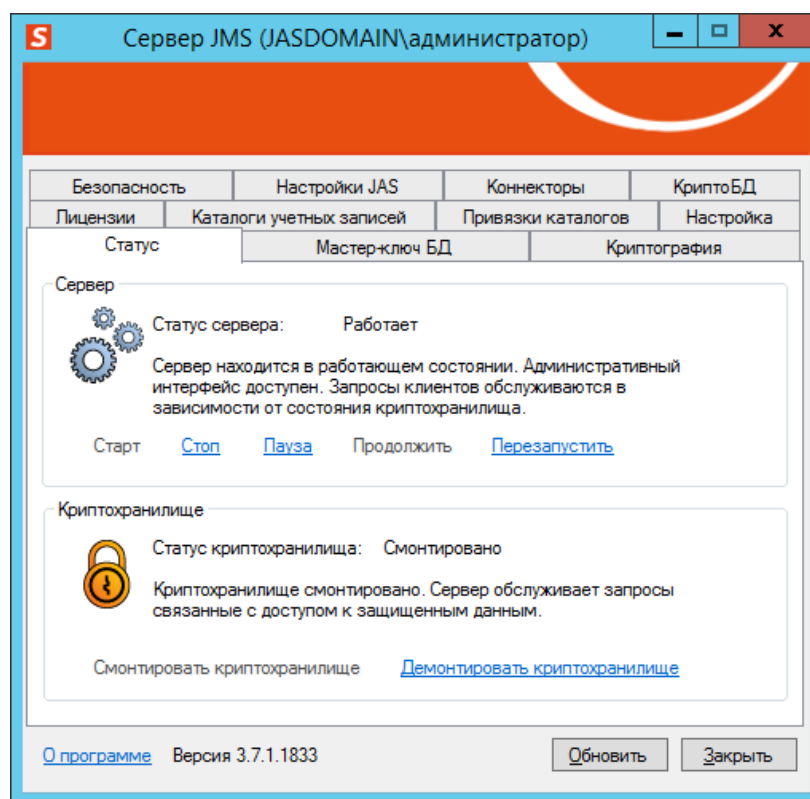 S Сервер JMS (JASDOMAIN\администратор)
Безопасность Настройки JAS Коннекторы КриптоБД
Лицензии Каталоги учетных записей Привязки каталогов Настройка
Статус Мастер-ключ БД Криптография
Сервер
Статус сервера: Работает
Сервер находится в работающем состоянии. Административный
интерфейс доступен. Запросы клиентов обслуживаются в
зависимости от состояния криптохранилища.
Старт Стоп Пауза Продолжить Перезапустить
Криптохранилище
Статус криптохранилища: Смонтировано
Криптохранилище смонтировано. Сервер обслуживает запросы
связанные с доступом к защищенным данным.
Смонтировать криптохранилище Демонтировать криптохранилище
О программе Версия 3.7.1.1833 Обновить Закрыть